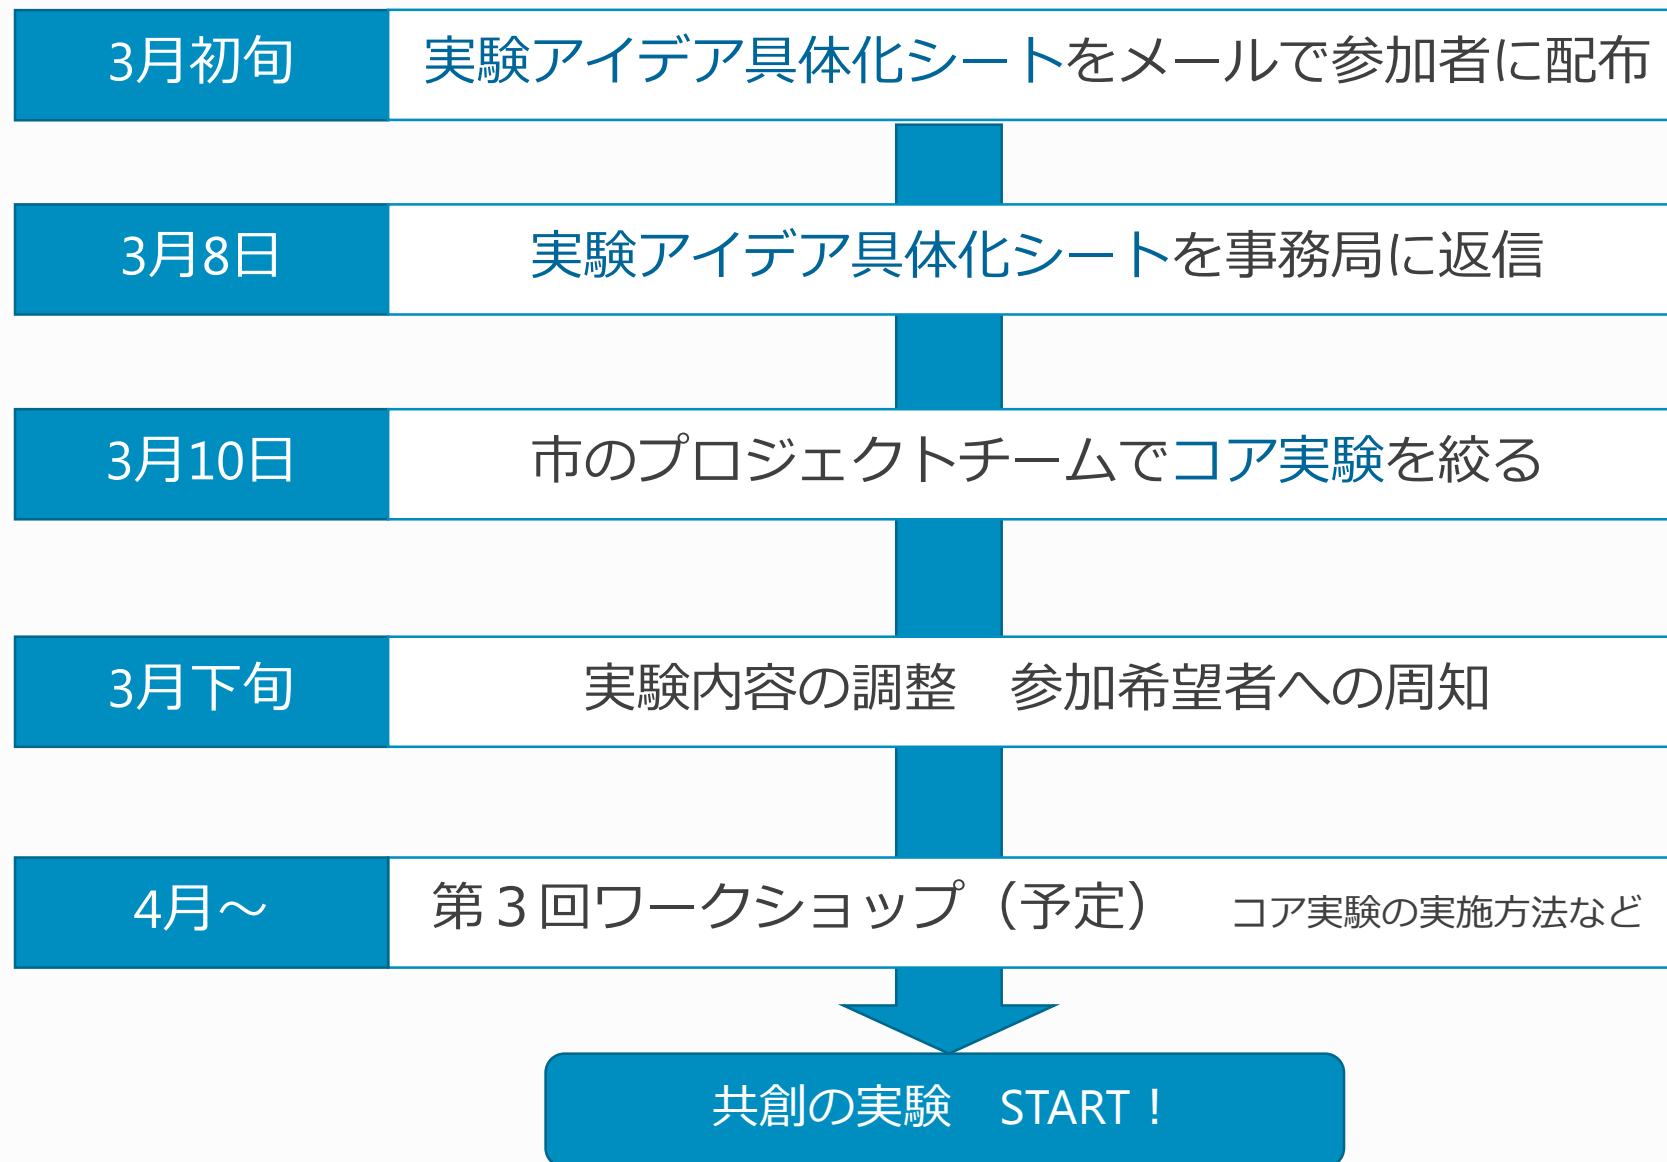 3月初旬
実験アイデア具体化シートをメールで参加者に配布
3月8日
実験アイデア具体化シートを事務局に返信
3月10日
市のプロジェクトチームでコア実験を絞る
3月下旬
実験内容の調整　参加希望者への周知
4月～
第３回ワークショップ（予定）　コア実験の実施方法など
共創の実験　START！